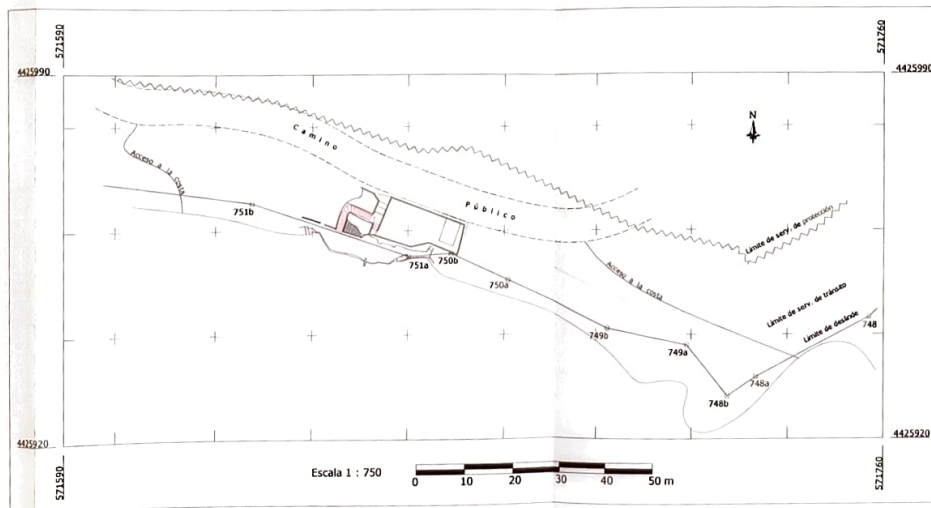 571590
571760
4425990
4425990
N
Camino
Público
Acceso a la costa
751b
751a
750b
750a
Acceso a la costa
749b
749a
748b
748a
748
Límite de serv. de protección
Límite de serv. de tránsito
Límite de deslinde
4425920
4425920
571590
571760
Escala 1 : 750
0 10 20 30 40 50 m